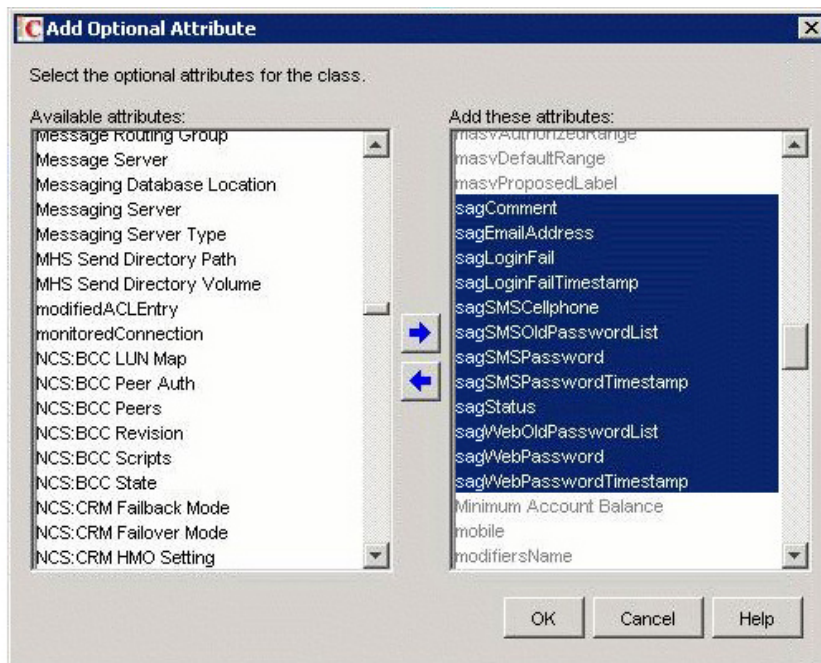 Add Optional Attribute
Select the optional attributes for the class.
Available attributes:
Message Routing Group
Message Server
Messaging Database Location
Messaging Server
Messaging Server Type
MHS Send Directory Path
MHS Send Directory Volume
modifiedACLEntry
monitoredConnection
NCS:BCC LUN Map
NCS:BCC Peer Auth
NCS:BCC Peers
NCS:BCC Revision
NCS:BCC Scripts
NCS:BCC State
NCS:CRM Failback Mode
NCS:CRM Failover Mode
NCS:CRM HMO Setting
Add these attributes:
masvAuthorizedRange
masvDefaultRange
masvProposedLabel
sagComment
sagEmailAddress
sagLoginFail
sagLoginFailTimestamp
sagSMSCellphone
sagSMSOldPasswordList
sagSMSPassword
sagSMSPasswordTimestamp
sagStatus
sagWebOldPasswordList
sagWebPassword
sagWebPasswordTimestamp
Minimum Account Balance
mobile
modifiersName
OK
Cancel
Help